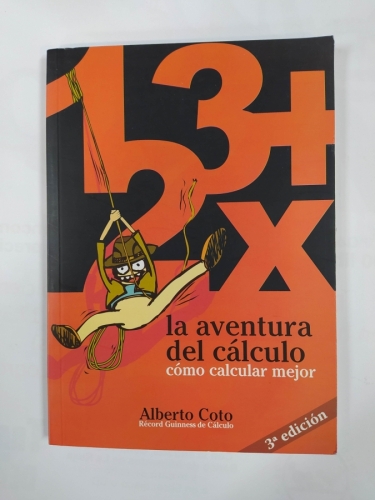 13+
2x
la aventura
del cálculo
cómo calcular mejor
Alberto Coto
Récord Guinness de Cálculo
3ª edición